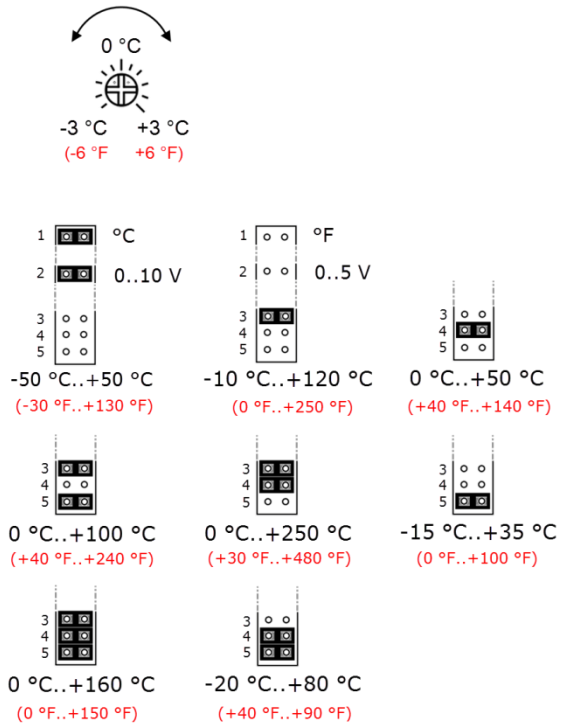 0 °C
-3 °C +3 °C
(-6 °F +6 °F)
1 °C
2 0..10 V
3
4
5
-50 °C..+50 °C
(-30 °F..+130 °F)
1 °F
2 0..5 V
3
4
5
-10 °C..+120 °C
(0 °F..+250 °F)
3
4
5
0 °C..+50 °C
(+40 °F..+140 °F)
3
4
5
0 °C..+100 °C
(+40 °F..+240 °F)
3
4
5
0 °C..+250 °C
(+30 °F..+480 °F)
3
4
5
-15 °C..+35 °C
(0 °F..+100 °F)
3
4
5
0 °C..+160 °C
(0 °F..+150 °F)
3
4
5
-20 °C..+80 °C
(+40 °F..+90 °F)